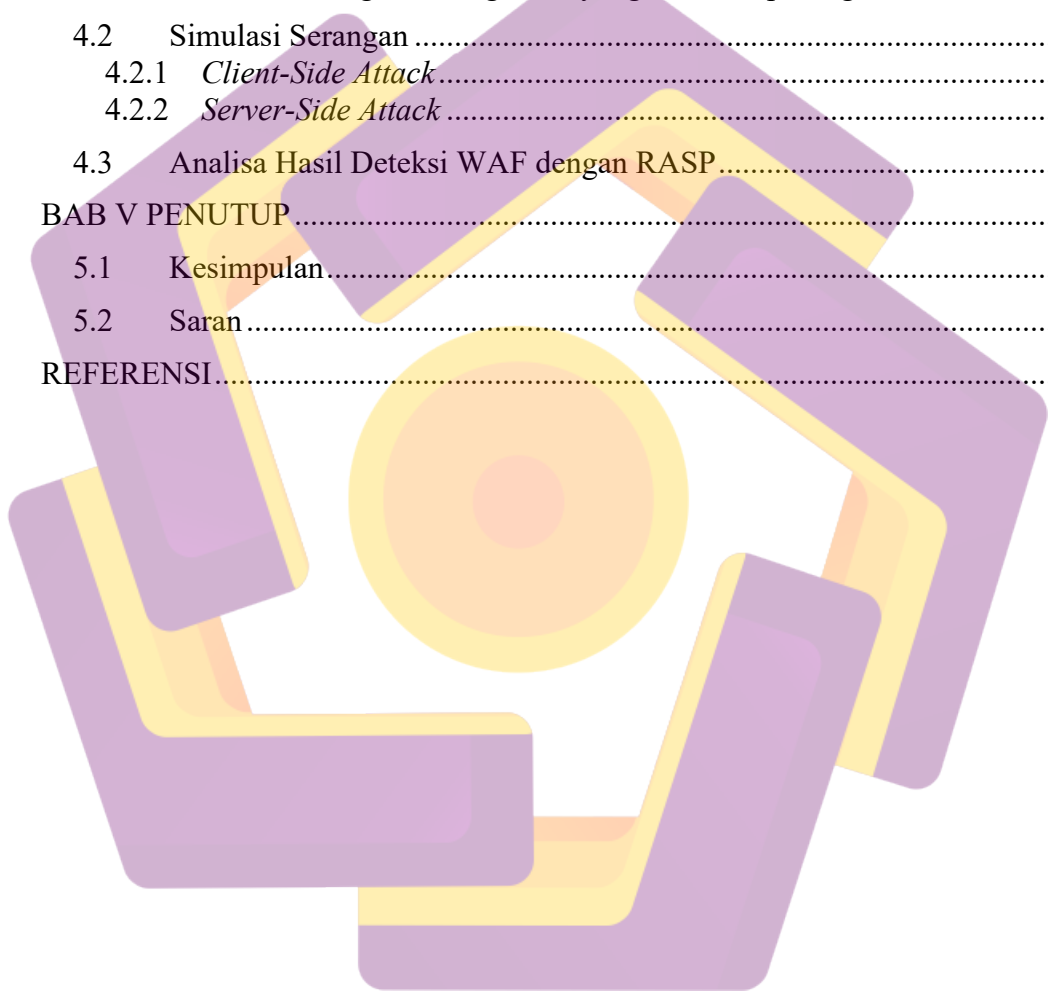 4.2 Simulasi Serangan ................................................................................
4.2.1 Client-Side Attack ............................................................................
4.2.2 Server-Side Attack ...........................................................................
4.3 Analisa Hasil Deteksi WAF dengan RASP .........................................
BAB V PENUTUP ...............................................................................................
5.1 Kesimpulan ...........................................................................................
5.2 Saran .....................................................................................................
REFERENSI .........................................................................................................